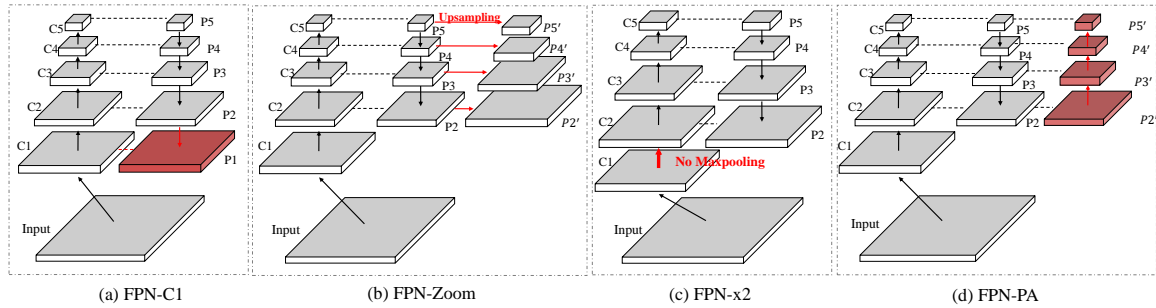 C5
P5
C4
P4
C3
P3
C2
P2
C1
P1
Input
(a) FPN-C1
Upsampling
C5
P5
P5′
C4
P4
P4′
C3
P3
P3′
C2
P2
P2′
C1
Input
(b) FPN-Zoom
C5
P5
C4
P4
C3
P3
C2
P2
C1
No Maxpooling
Input
(c) FPN-x2
C5
P5
P5′
C4
P4
P4′
C3
P3
P3′
C2
P2
P2′
C1
Input
(d) FPN-PA